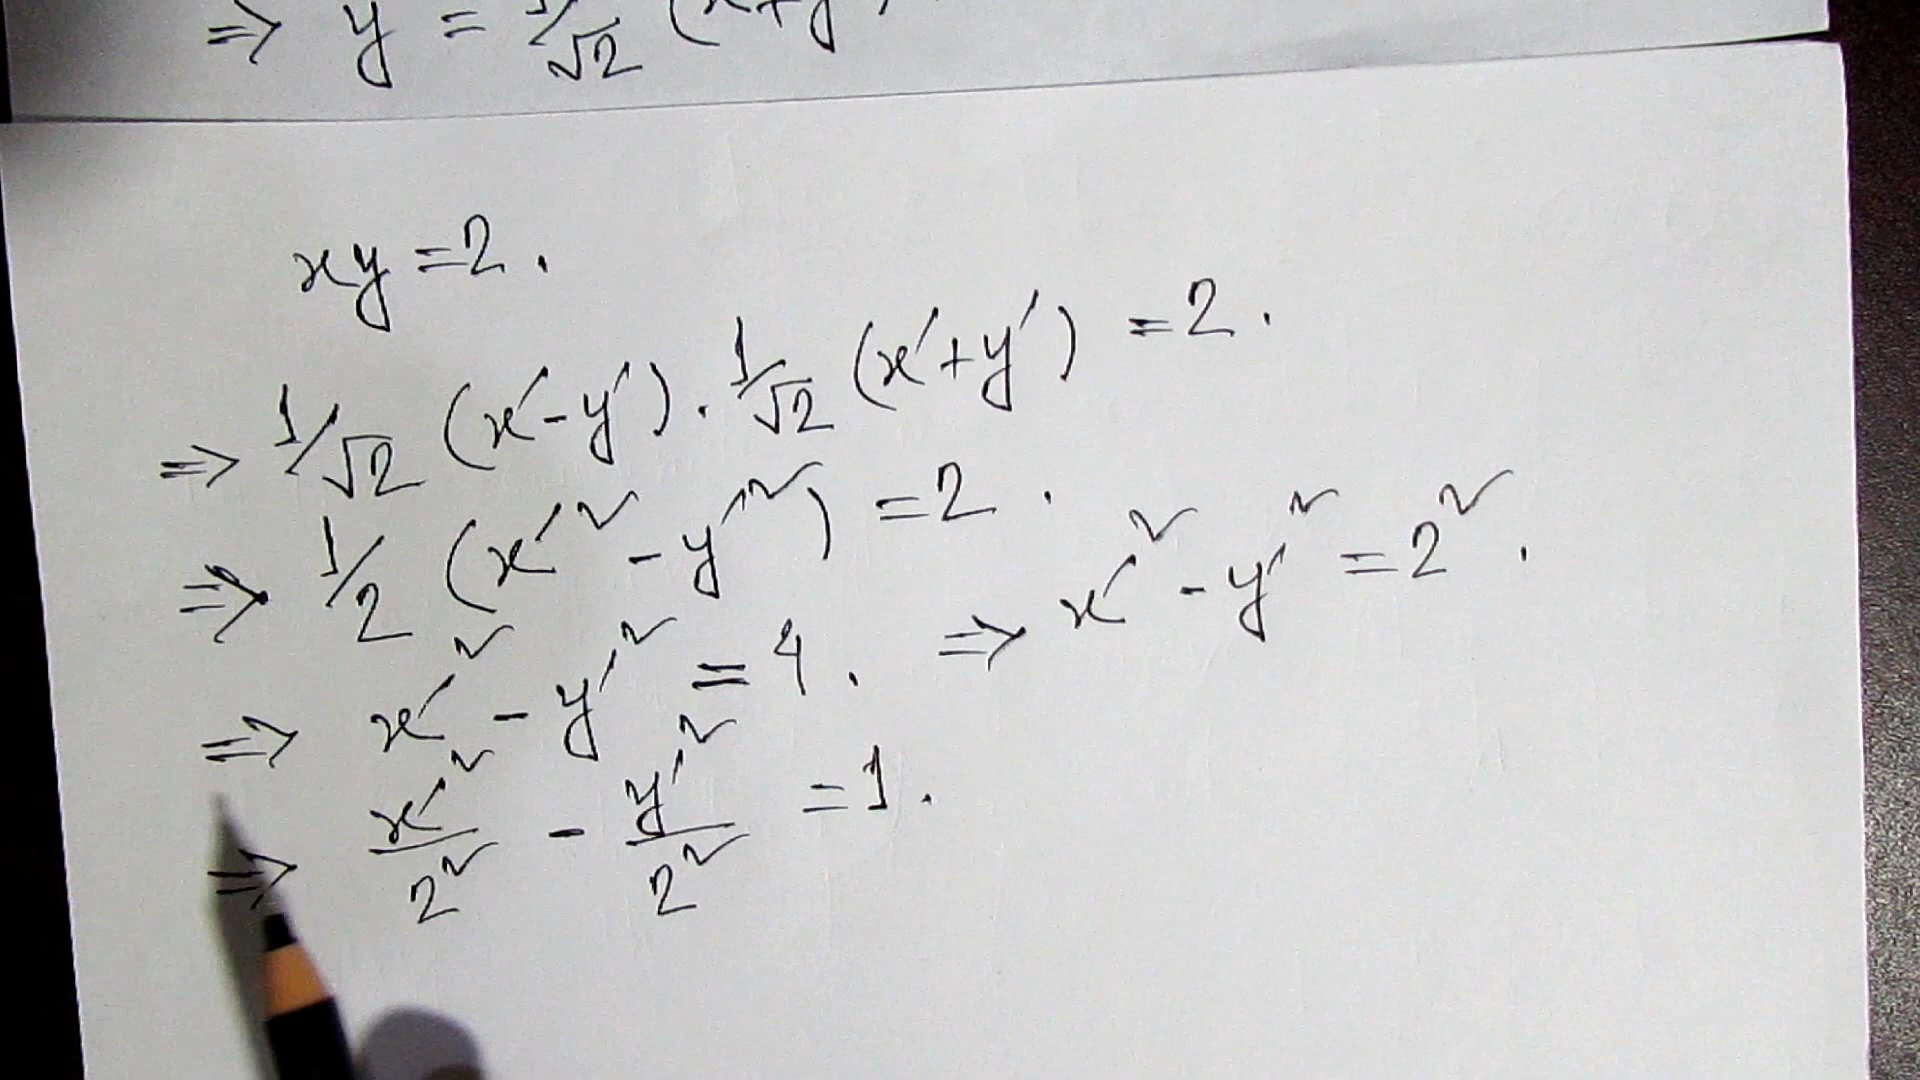 ⇒ y = 1/√2 (x+y
xy = 2.
⇒ 1/√2 (x′ - y′) . 1/√2 (x′ + y′) = 2.
⇒ 1/2 (x′² - y′²) = 2.
⇒ x′² - y′² = 4. ⇒ x′² - y′² = 2².
⇒ x′²/2² - y′²/2² = 1.